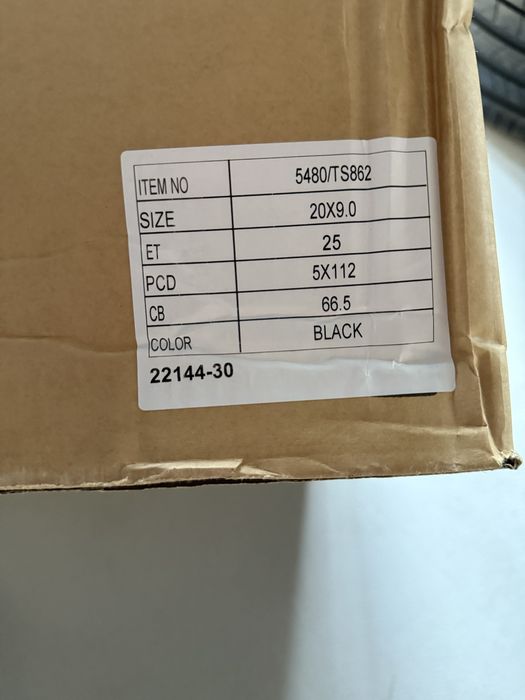 ITEM NO 5480/TS862
SIZE 20X9.0
ET 25
PCD 5X112
CB 66.5
COLOR BLACK
22144-30